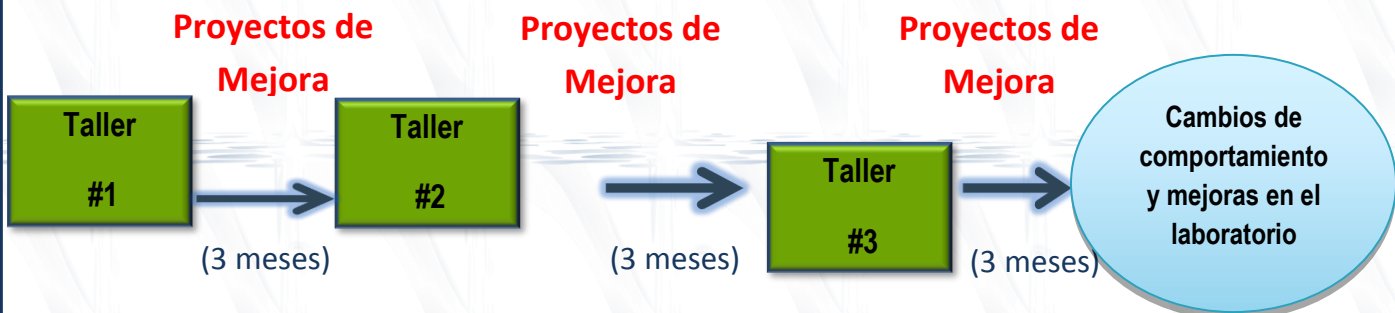 Proyectos de
Mejora
Proyectos de
Mejora
Proyectos de
Mejora
Taller
#1
(3 meses)
Taller
#2
(3 meses)
Taller
#3
(3 meses)
Cambios de
comportamiento
y mejoras en el
laboratorio